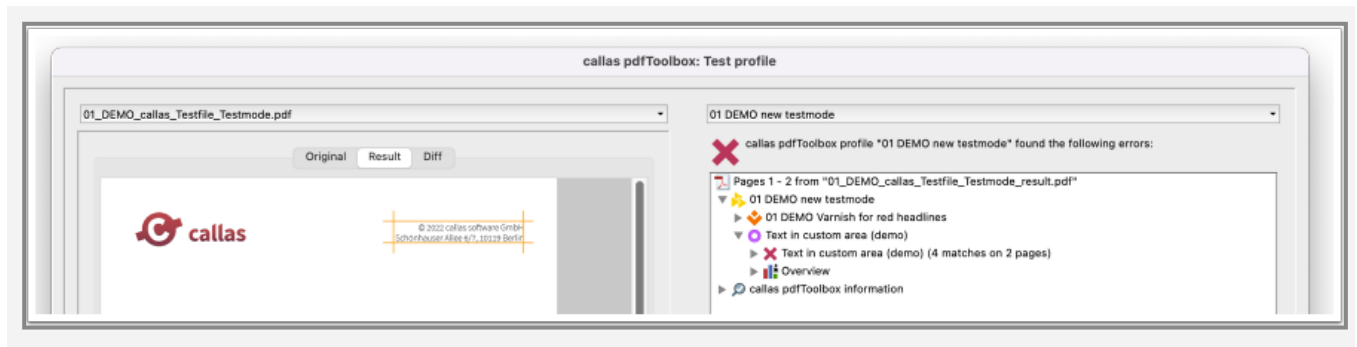 callas pdfToolbox: Test profile
01_DEMO_callas_Testfile_Testmode.pdf
Original Result Diff
callas
© 2022 callas software GmbH
Schönhauser Allee 6/7, 10119 Berlin
01 DEMO new testmode
callas pdfToolbox profile "01 DEMO new testmode" found the following errors:
Pages 1 - 2 from "01_DEMO_callas_Testfile_Testmode_result.pdf"
01 DEMO new testmode
01 DEMO Varnish for red headlines
Text in custom area (demo)
Text in custom area (demo) (4 matches on 2 pages)
Overview
callas pdfToolbox information